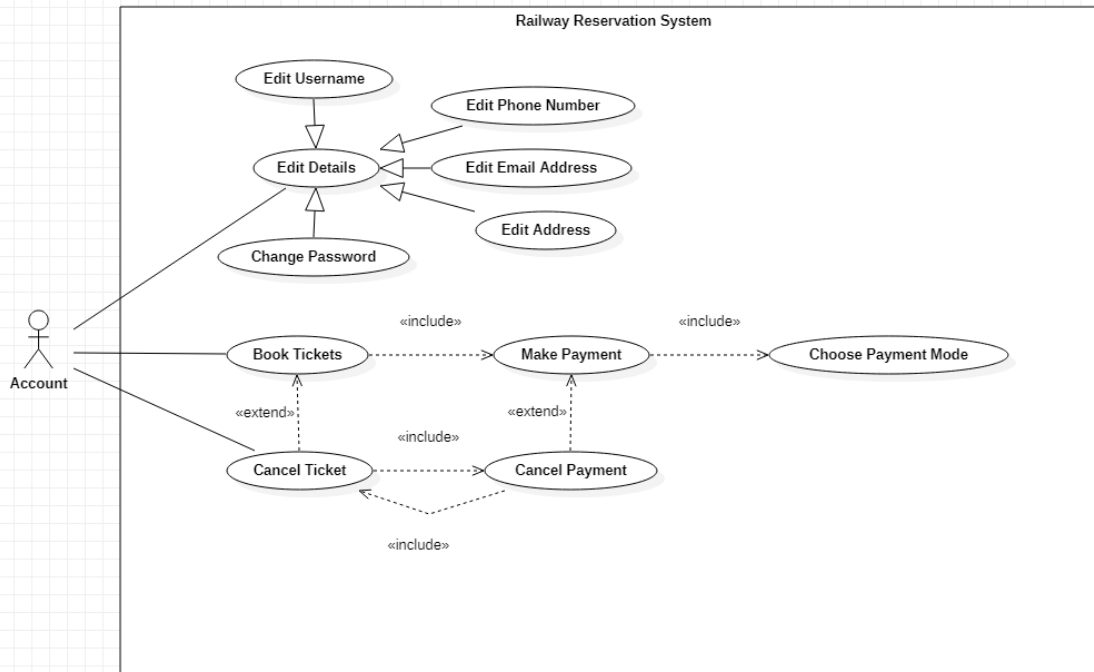 Railway Reservation System
Edit Username
Edit Phone Number
Edit Details
Edit Email Address
Edit Address
Change Password
«include»
«include»
Account
Book Tickets
Make Payment
Choose Payment Mode
«extend»
«extend»
«include»
Cancel Ticket
Cancel Payment
«include»